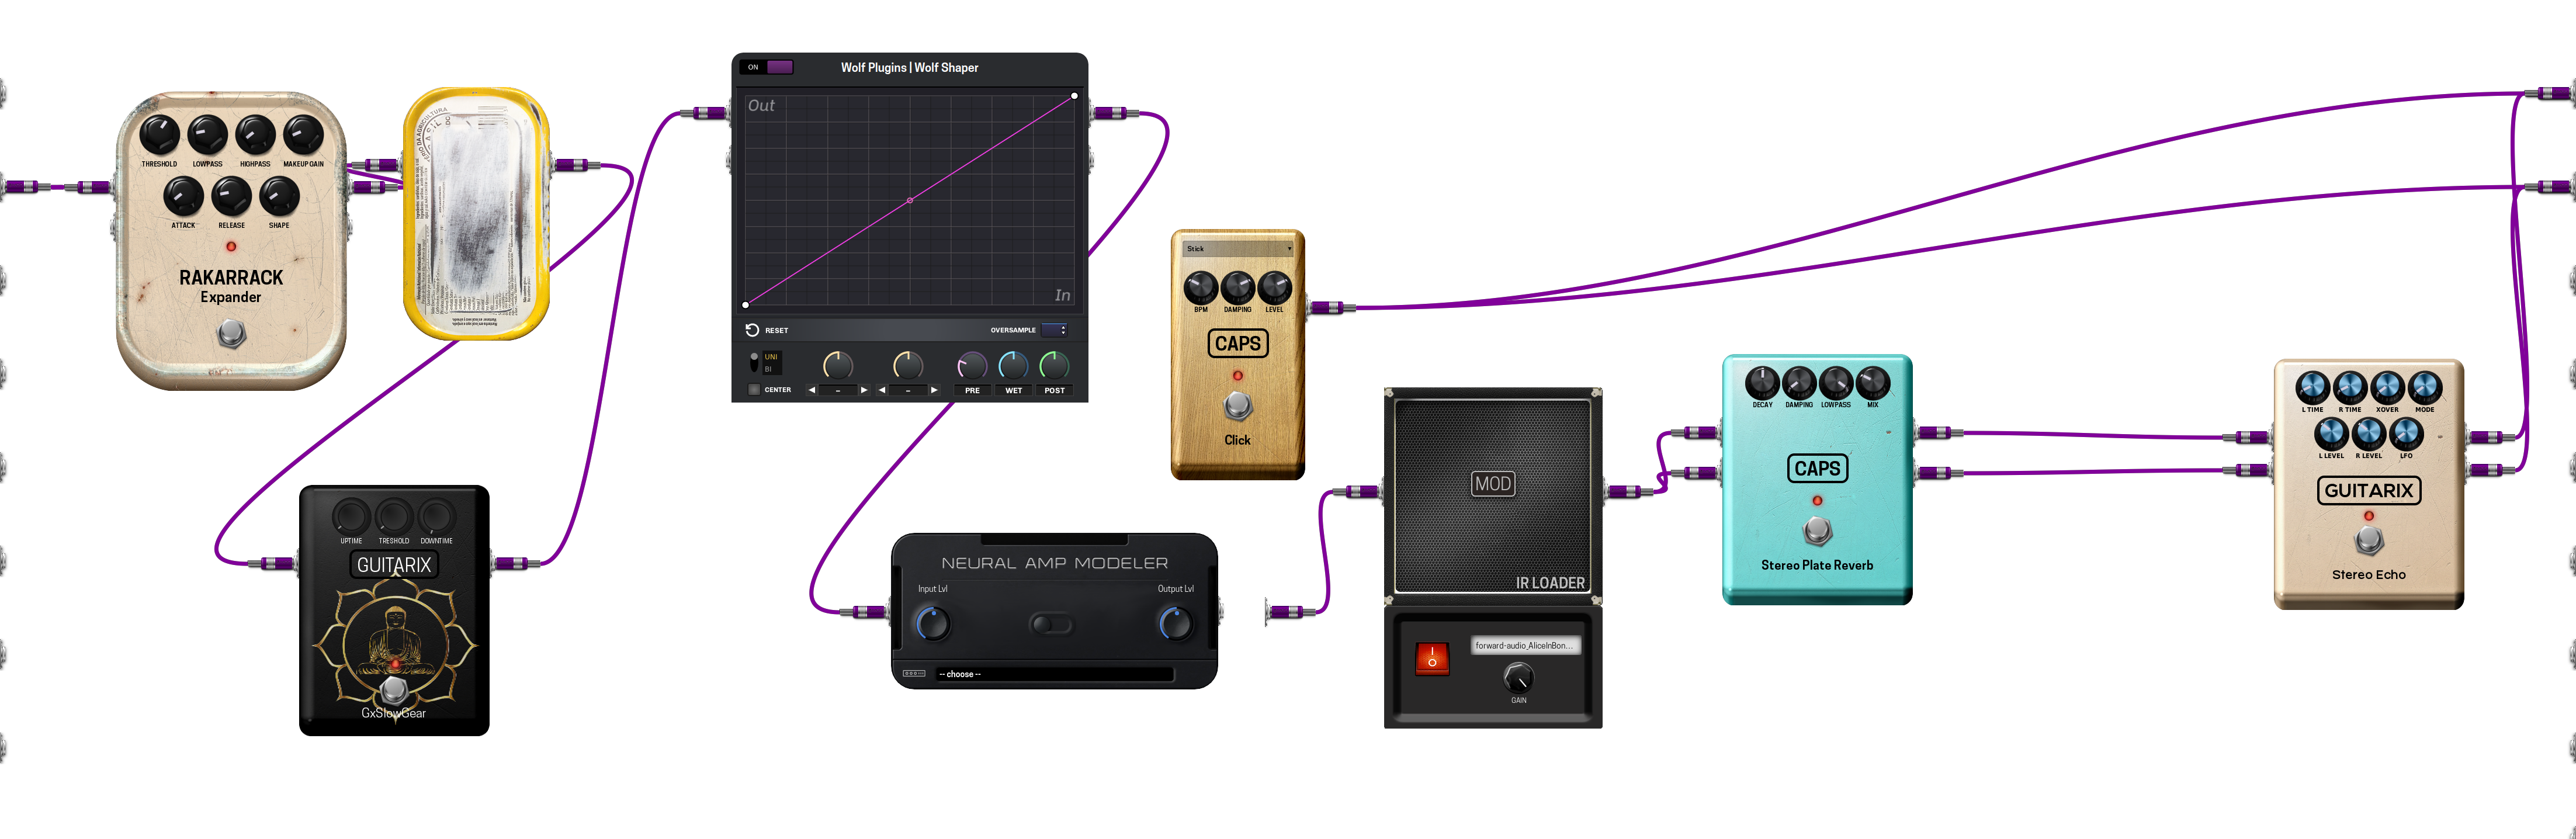 THRESHOLD LOWPASS HIGHPASS MAKEUP GAIN
ATTACK RELEASE SHAPE
RAKARRACK
Expander
UPTIME TRESHOLD DOWNTIME
GUITARIX
GxSlowGear
ON
Wolf Plugins | Wolf Shaper
Out
In
RESET
OVERSAMPLE
UNI
BI
CENTER
-
-
PRE WET POST
NEURAL AMP MODELER
Input Lvl
Output Lvl
-- choose --
Stick
BPM DAMPING LEVEL
CAPS
Click
MOD
IR LOADER
forward-audio_AliceInBon...
GAIN
DECAY DAMPING LOWPASS MIX
CAPS
Stereo Plate Reverb
L TIME R TIME XOVER MODE
L LEVEL R LEVEL LFO
GUITARIX
Stereo Echo